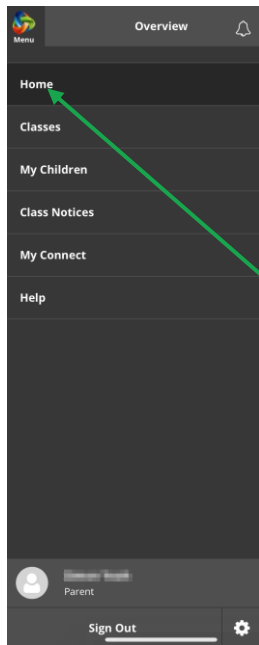 Overview
Menu
Home
Classes
My Children
Class Notices
My Connect
Help
Parent
Sign Out